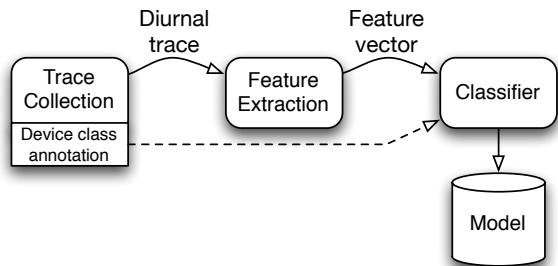 Diurnal
trace
Feature
vector
Trace
Collection
Device class
annotation
Feature
Extraction
Classifier
Model